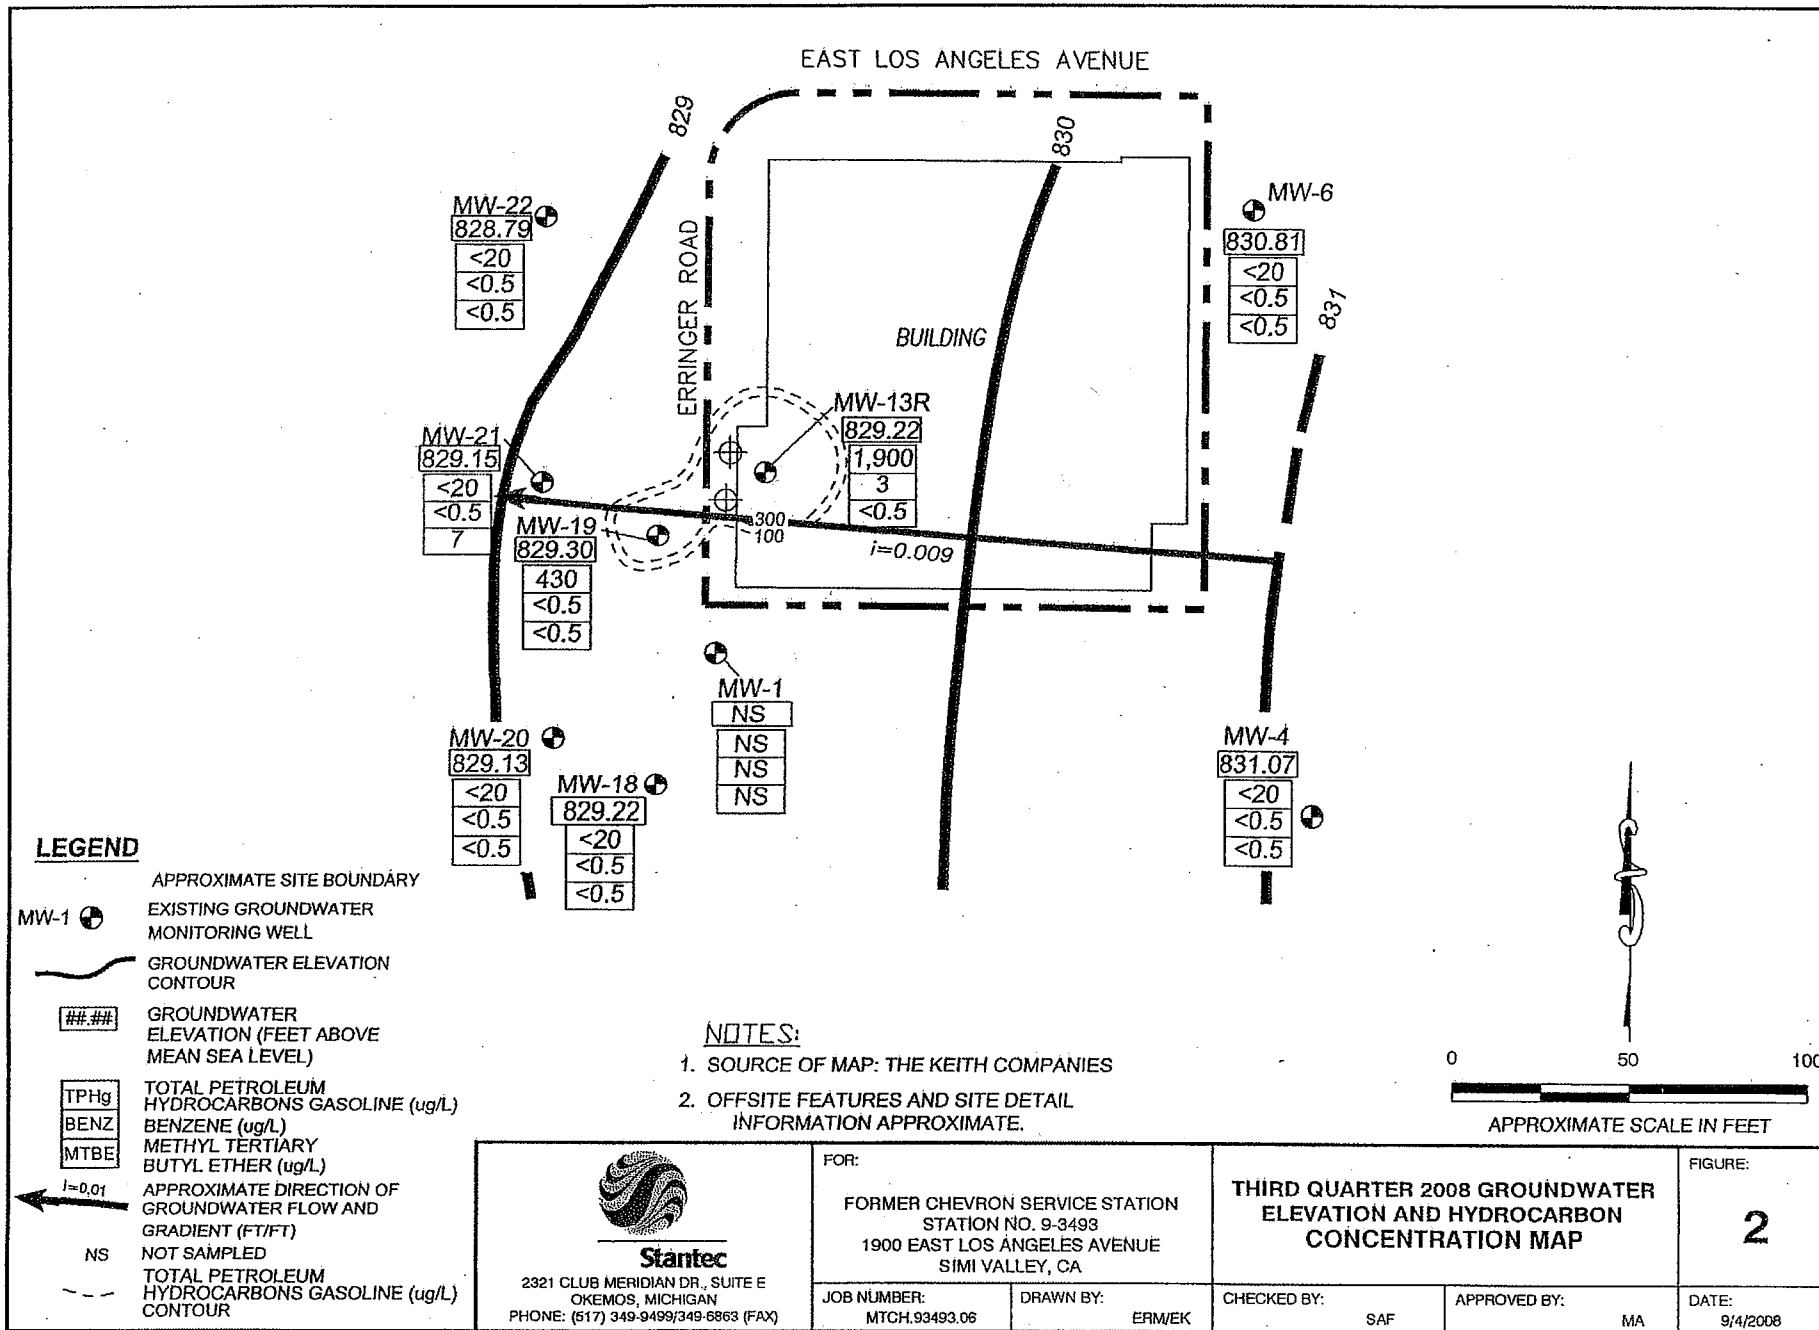 EAST LOS ANGELES AVENUE
829
830
831
ERRINGER ROAD
BUILDING
MW-22
828.79
<20
<0.5
<0.5
MW-6
830.81
<20
<0.5
<0.5
MW-13R
829.22
1,900
3
<0.5
MW-21
829.15
<20
<0.5
7
MW-19
829.30
430
<0.5
<0.5
300
100
i=0.009
MW-1
NS
NS
NS
NS
MW-20
829.13
<20
<0.5
<0.5
MW-18
829.22
<20
<0.5
<0.5
MW-4
831.07
<20
<0.5
<0.5
LEGEND
APPROXIMATE SITE BOUNDARY
MW-1
EXISTING GROUNDWATER
MONITORING WELL
GROUNDWATER ELEVATION
CONTOUR
##.##
GROUNDWATER
ELEVATION (FEET ABOVE
MEAN SEA LEVEL)
TPHg
TOTAL PETROLEUM
HYDROCARBONS GASOLINE (ug/L)
BENZ
BENZENE (ug/L)
MTBE
METHYL TERTIARY
BUTYL ETHER (ug/L)
i=0.01
APPROXIMATE DIRECTION OF
GROUNDWATER FLOW AND
GRADIENT (FT/FT)
NS
NOT SAMPLED
TOTAL PETROLEUM
HYDROCARBONS GASOLINE (ug/L)
CONTOUR
NOTES:
1. SOURCE OF MAP: THE KEITH COMPANIES
2. OFFSITE FEATURES AND SITE DETAIL
INFORMATION APPROXIMATE.
0 50 100
APPROXIMATE SCALE IN FEET
Stantec
2321 CLUB MERIDIAN DR., SUITE E
OKEMOS, MICHIGAN
PHONE: (517) 349-9499/349-6863 (FAX)
FOR:
FORMER CHEVRON SERVICE STATION
STATION NO. 9-3493
1900 EAST LOS ANGELES AVENUE
SIMI VALLEY, CA
THIRD QUARTER 2008 GROUNDWATER
ELEVATION AND HYDROCARBON
CONCENTRATION MAP
FIGURE:
2
JOB NUMBER:
MTCH.93493.06
DRAWN BY:
ERM/EK
CHECKED BY:
SAF
APPROVED BY:
MA
DATE:
9/4/2008